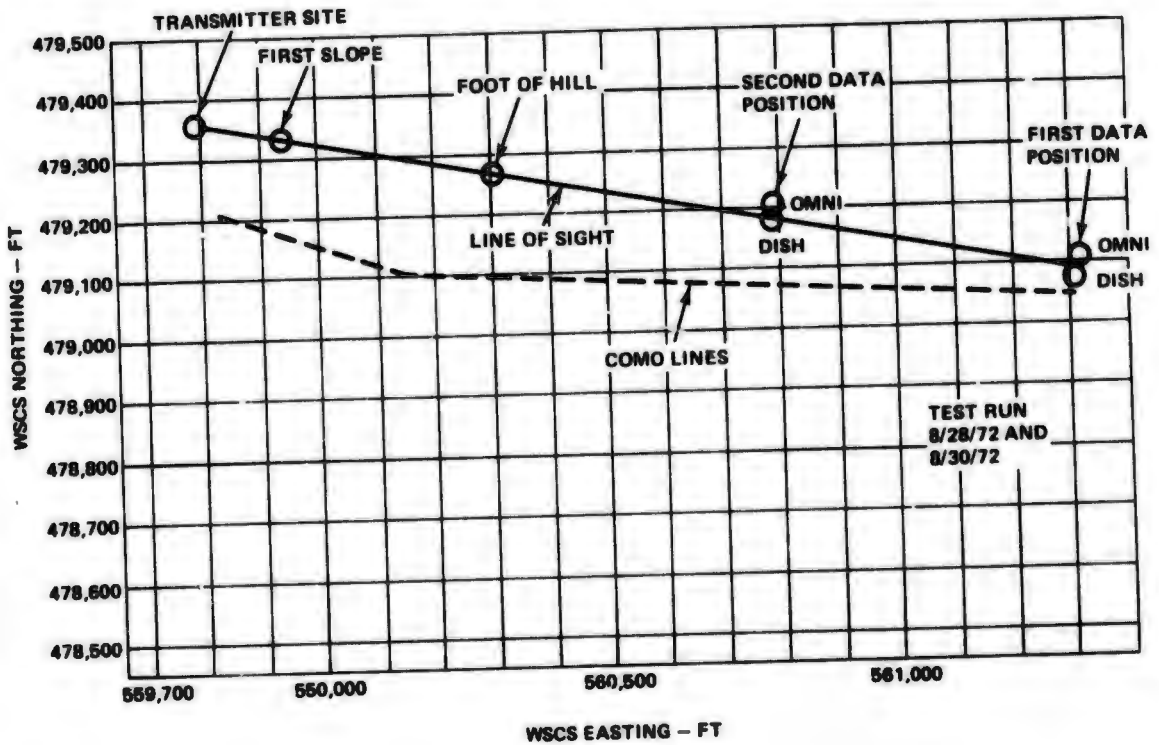 TRANSMITTER SITE
FIRST SLOPE
FOOT OF HILL
SECOND DATA
POSITION
FIRST DATA
POSITION
OMNI
DISH
OMNI
DISH
LINE OF SIGHT
COMO LINES
TEST RUN
8/28/72 AND
8/30/72
WSCS NORTHING – FT
479,500
479,400
479,300
479,200
479,100
479,000
478,900
478,800
478,700
478,600
478,500
559,700
550,000
560,500
561,000
WSCS EASTING – FT